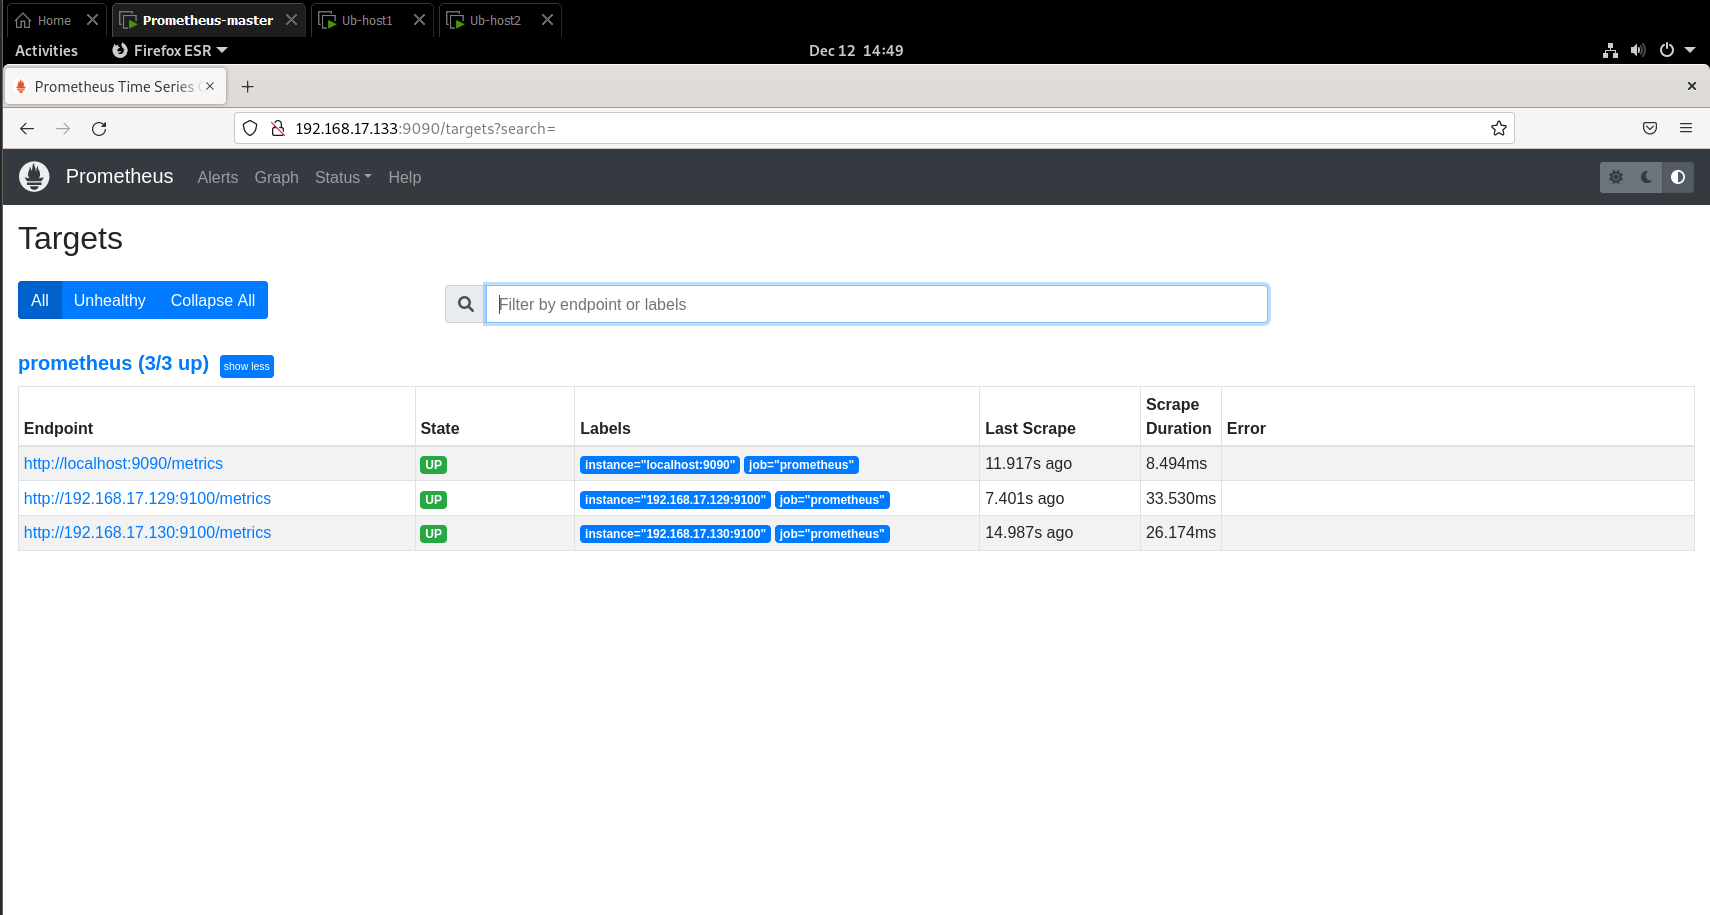 Home Prometheus-master Ub-host1 Ub-host2
Activities Firefox ESR Dec 12 14:49
Prometheus Time Series
192.168.17.133:9090/targets?search=
Prometheus Alerts Graph Status Help
Targets
All Unhealthy Collapse All Filter by endpoint or labels
prometheus (3/3 up) show less
Endpoint State Labels Last Scrape Scrape Duration Error
http://localhost:9090/metrics UP instance="localhost:9090" job="prometheus" 11.917s ago 8.494ms
http://192.168.17.129:9100/metrics UP instance="192.168.17.129:9100" job="prometheus" 7.401s ago 33.530ms
http://192.168.17.130:9100/metrics UP instance="192.168.17.130:9100" job="prometheus" 14.987s ago 26.174ms